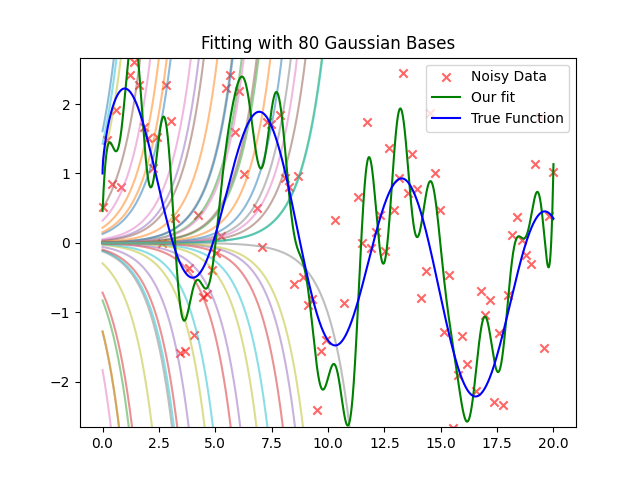 Fitting with 80 Gaussian Bases
Noisy Data
Our fit
True Function
2
1
0
−1
−2
0.0 2.5 5.0 7.5 10.0 12.5 15.0 17.5 20.0